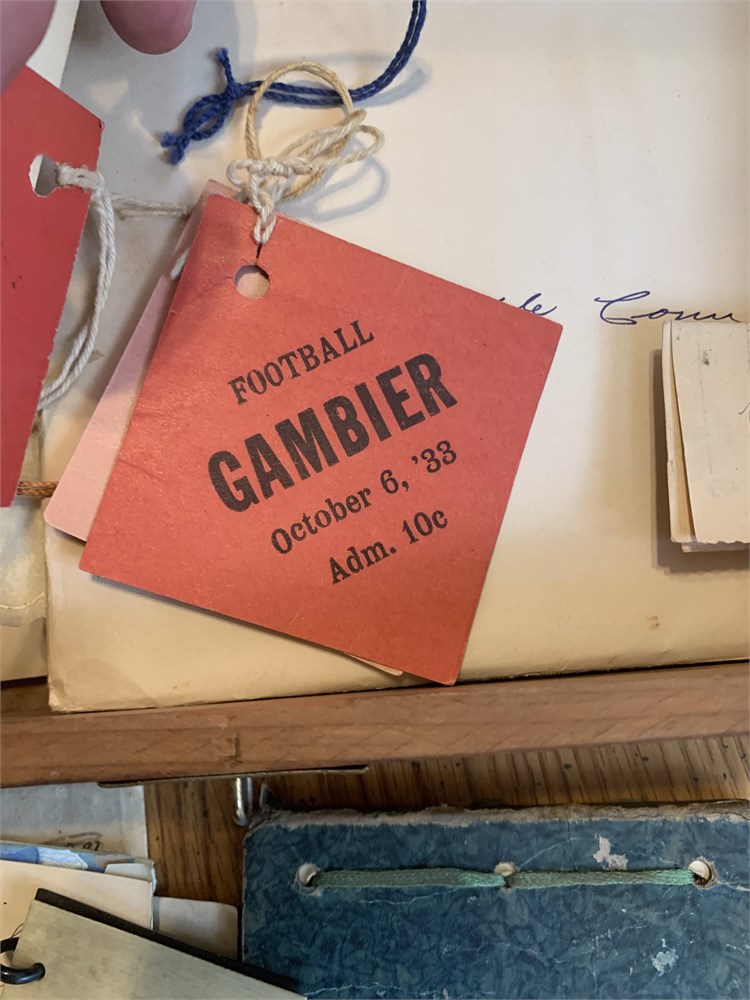 FOOTBALL
GAMBIER
October 6, '33
Adm. 10c